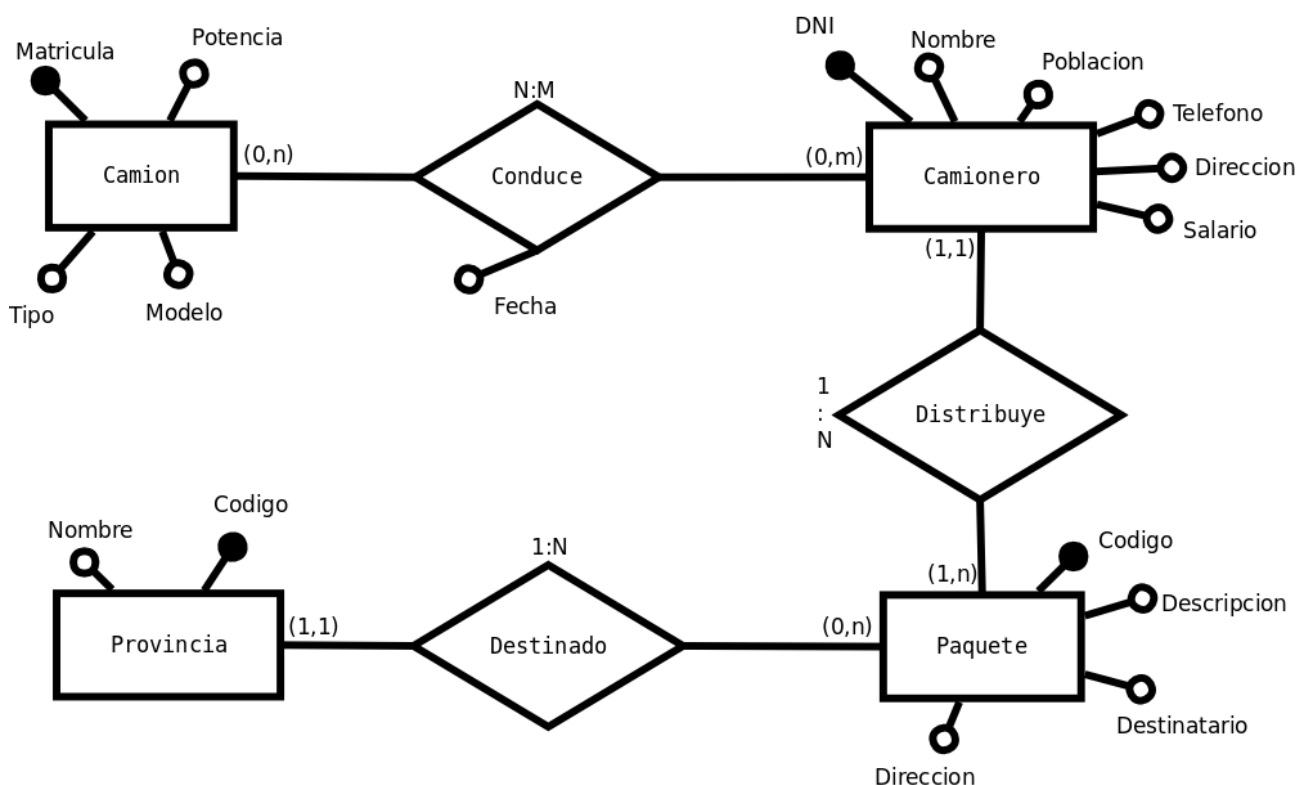 DNI
Nombre
Potencia
Matricula
Poblacion
N:M
Telefono
(0,n)
(0,m)
Camion
Conduce
Camionero
Direccion
Salario
(1,1)
Fecha
Tipo
Modelo
1
:
N
Distribuye
Codigo
Nombre
1:N
Codigo
(1,n)
Descripcion
(1,1)
(0,n)
Provincia
Destinado
Paquete
Destinatario
Direccion